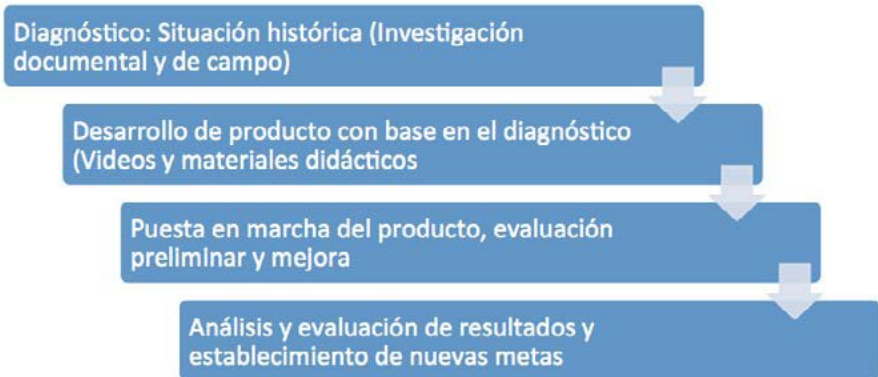 Diagnóstico: Situación histórica (Investigación
documental y de campo)
Desarrollo de producto con base en el diagnóstico
(Videos y materiales didácticos
Puesta en marcha del producto, evaluación
preliminar y mejora
Análisis y evaluación de resultados y
establecimiento de nuevas metas